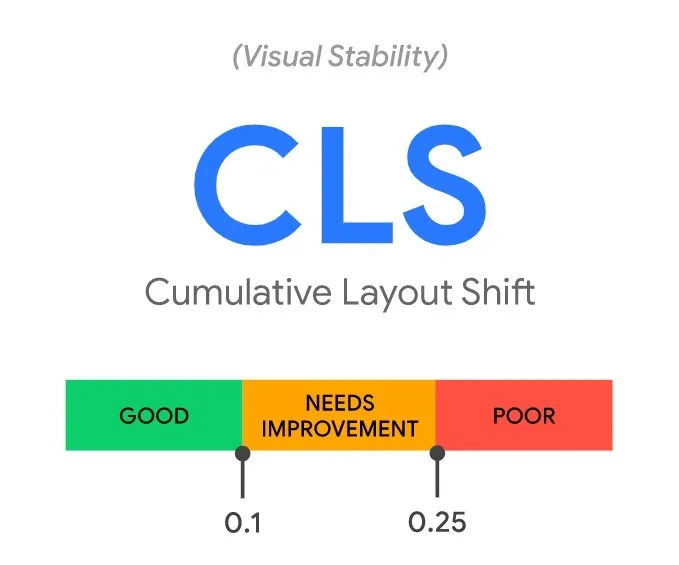 (Visual Stability)
CLS
Cumulative Layout Shift
GOOD
NEEDS
IMPROVEMENT
POOR
0.1
0.25